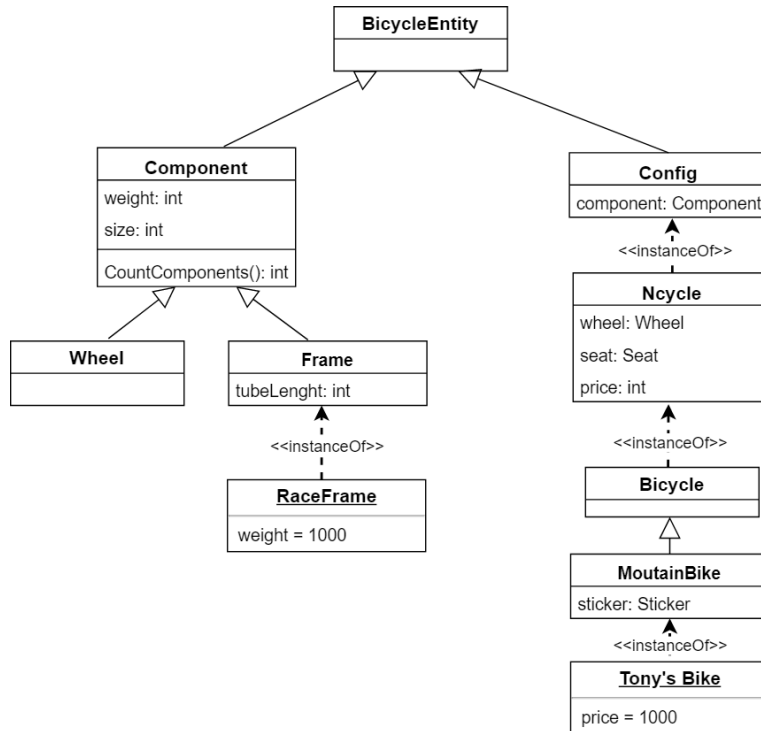 BicycleEntity
Component
weight: int
size: int
CountComponents(): int
Config
component: Component
<<instanceOf>>
Ncycle
wheel: Wheel
seat: Seat
price: int
Wheel
Frame
tubeLenght: int
<<instanceOf>>
RaceFrame
weight = 1000
<<instanceOf>>
Bicycle
MoutainBike
sticker: Sticker
<<instanceOf>>
Tony's Bike
price = 1000